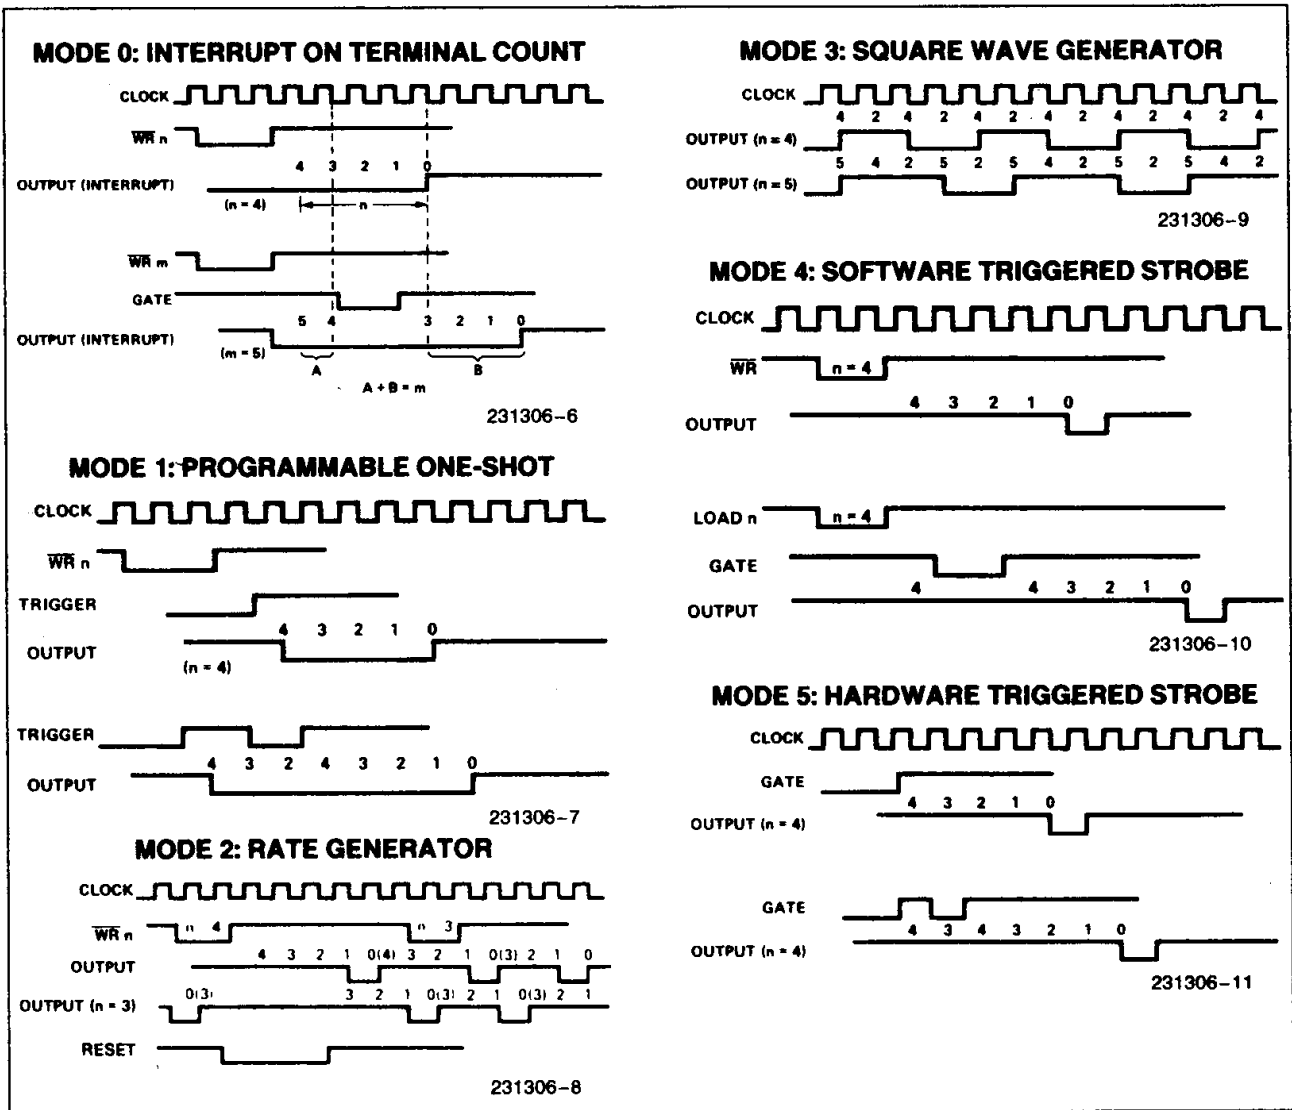 MODE 0: INTERRUPT ON TERMINAL COUNT
CLOCK
WR n
4 3 2 1 0
OUTPUT (INTERRUPT)
(n = 4)
n
WR m
GATE
5 4 3 2 1 0
OUTPUT (INTERRUPT)
(m = 5)
A B
A + B = m
231306-6
MODE 1: PROGRAMMABLE ONE-SHOT
CLOCK
WR n
TRIGGER
4 3 2 1 0
OUTPUT
(n = 4)
TRIGGER
4 3 2 4 3 2 1 0
OUTPUT
231306-7
MODE 2: RATE GENERATOR
CLOCK
WR n
n 4 n 3
4 3 2 1 0(4) 3 2 1 0(3) 2 1 0
OUTPUT
0(3) 3 2 1 0(3) 2 1 0(3) 2 1
OUTPUT (n = 3)
RESET
231306-8
MODE 3: SQUARE WAVE GENERATOR
CLOCK
4 2 4 2 4 2 4 2 4 2 4 2 4
OUTPUT (n = 4)
5 4 2 5 2 5 4 2 5 2 5 4 2
OUTPUT (n = 5)
231306-9
MODE 4: SOFTWARE TRIGGERED STROBE
CLOCK
WR
n = 4
4 3 2 1 0
OUTPUT
LOAD n
n = 4
GATE
4 4 3 2 1 0
OUTPUT
231306-10
MODE 5: HARDWARE TRIGGERED STROBE
CLOCK
GATE
4 3 2 1 0
OUTPUT (n = 4)
GATE
4 3 4 3 2 1 0
OUTPUT (n = 4)
231306-11